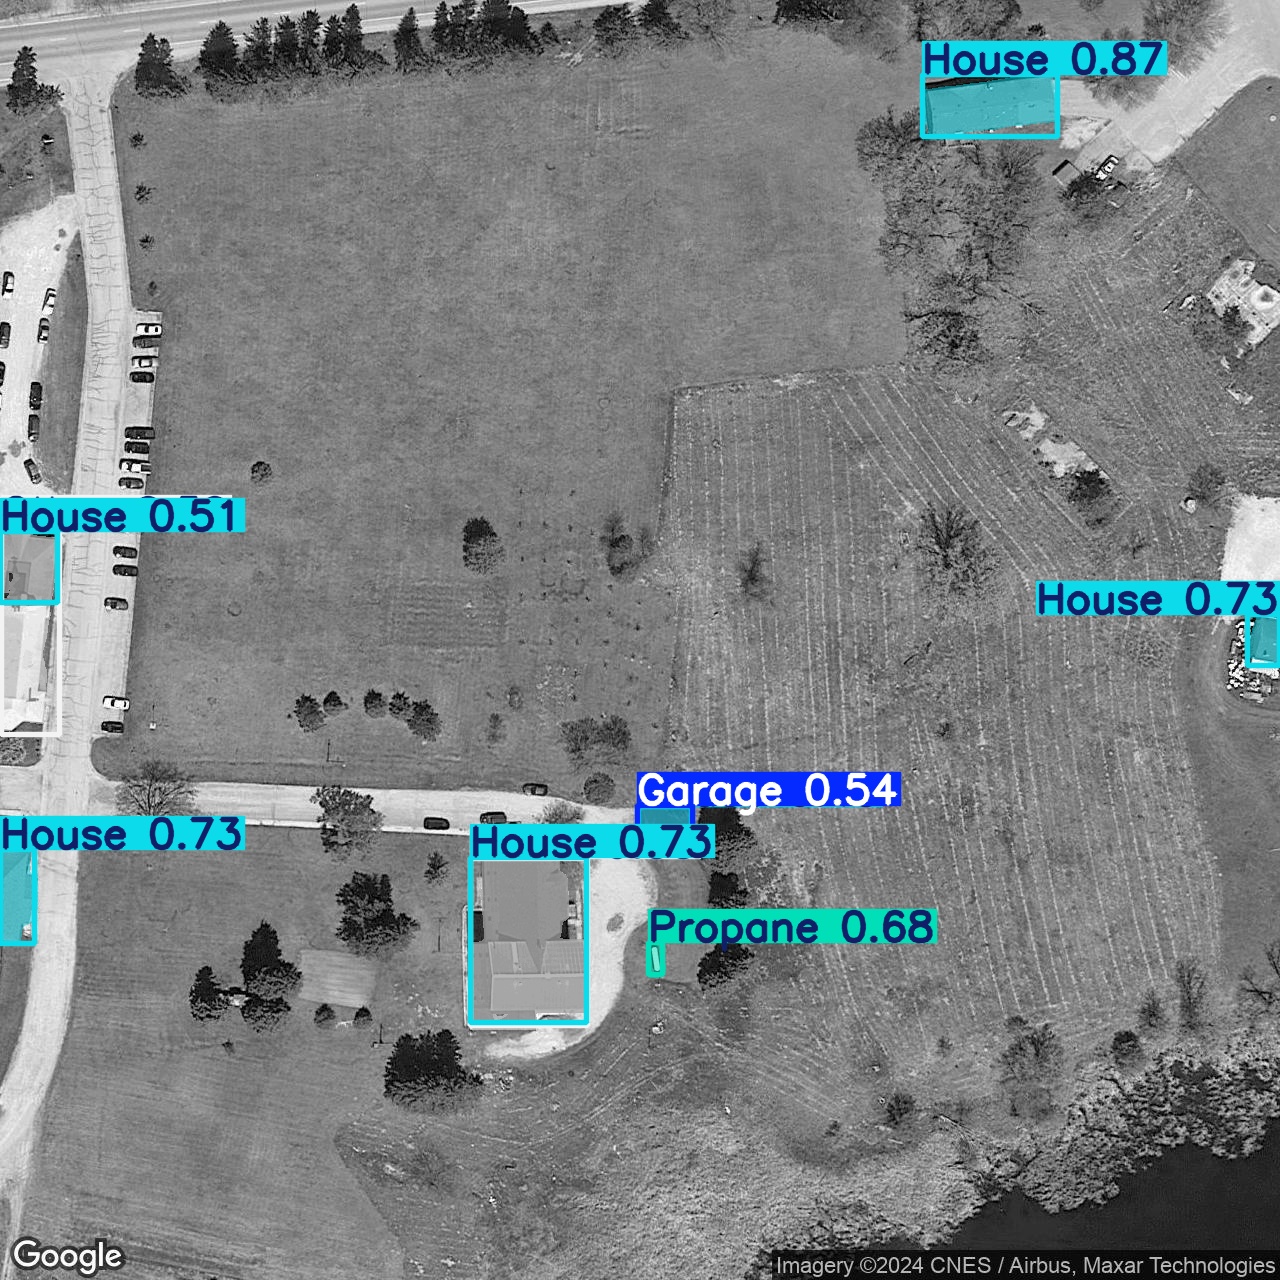 House 0.87
House 0.51
House 0.73
Garage 0.54
House 0.73
House 0.73
Propane 0.68
Google
Imagery ©2024 CNES / Airbus, Maxar Technologies